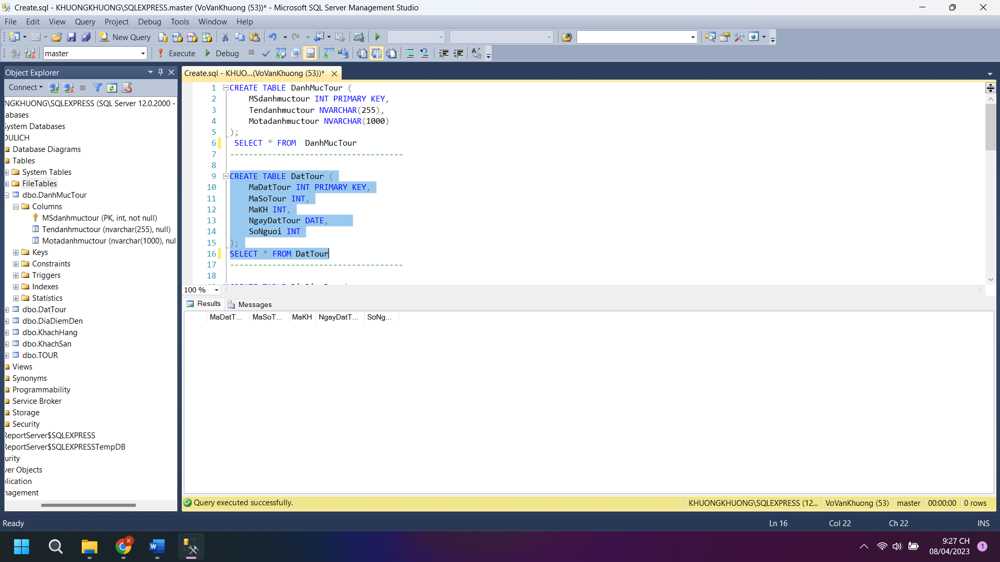 Create.sql - KHUONGKHUONG\SQLEXPRESS.master (VoVanKhuong (53))* - Microsoft SQL Server Management Studio
File Edit View Query Project Debug Tools Window Help
New Query
master Execute Debug
Object Explorer
Connect
NGKHUONG\SQLEXPRESS (SQL Server 12.0.2000 -
abases
System Databases
DULICH
Database Diagrams
Tables
System Tables
FileTables
dbo.DanhMucTour
Columns
MSdanhmuctour (PK, int, not null)
Tendanhmuctour (nvarchar(255), null)
Motadanhmuctour (nvarchar(1000), nul
Keys
Constraints
Triggers
Indexes
Statistics
dbo.DatTour
dbo.DiaDiemDen
dbo.KhachHang
dbo.KhachSan
dbo.TOUR
Views
Synonyms
Programmability
Service Broker
Storage
Security
ReportServer$SQLEXPRESS
ReportServer$SQLEXPRESSTempDB
urity
ver Objects
lication
nagement
Create.sql - KHUO...(VoVanKhuong (53))*
1 CREATE TABLE DanhMucTour (
2 MSdanhmuctour INT PRIMARY KEY,
3 Tendanhmuctour NVARCHAR(255),
4 Motadanhmuctour NVARCHAR(1000)
5 );
6 SELECT * FROM DanhMucTour
7 -------------------------------------
8
9 CREATE TABLE DatTour (
10 MaDatTour INT PRIMARY KEY,
11 MaSoTour INT,
12 MaKH INT,
13 NgayDatTour DATE,
14 SoNguoi INT
15 );
16 SELECT * FROM DatTour
17 -------------------------------------
18
100 %
Results Messages
MaDatT... MaSoT... MaKH NgayDatT... SoNg...
Query executed successfully. KHUONGKHUONG\SQLEXPRESS (12... VoVanKhuong (53) master 00:00:00 0 rows
Ready Ln 16 Col 22 Ch 22 INS
K
9:27 CH
08/04/2023
1